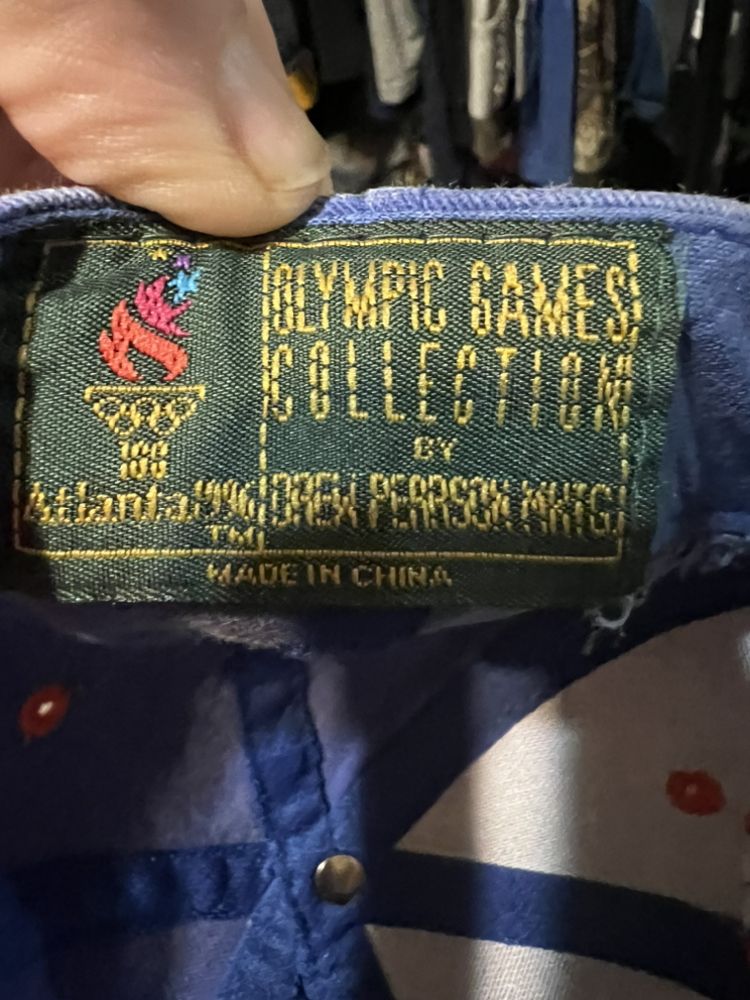 100
Atlanta 1996
TM
OLYMPIC GAMES
COLLECTION
BY
DREW PEARSON MKTG.
MADE IN CHINA